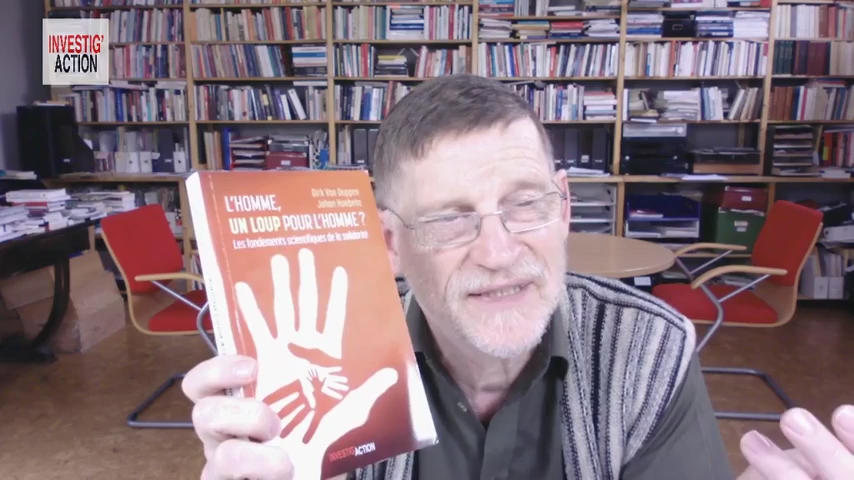 INVESTIG'
ACTION
Dirk Van Duppen
Johan Hoebeke
L'HOMME,
UN LOUP POUR L'HOMME ?
Les fondements scientifiques de la solidarité
INVESTIG'ACTION